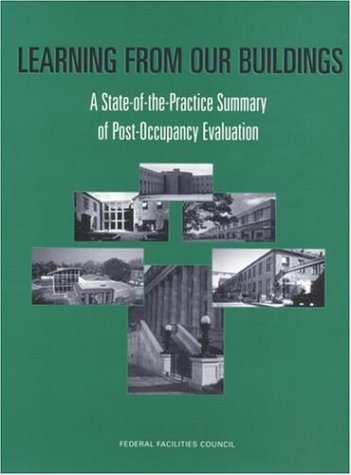 LEARNING FROM OUR BUILDINGS
A State-of-the-Practice Summary
of Post-Occupancy Evaluation
FEDERAL FACILITIES COUNCIL